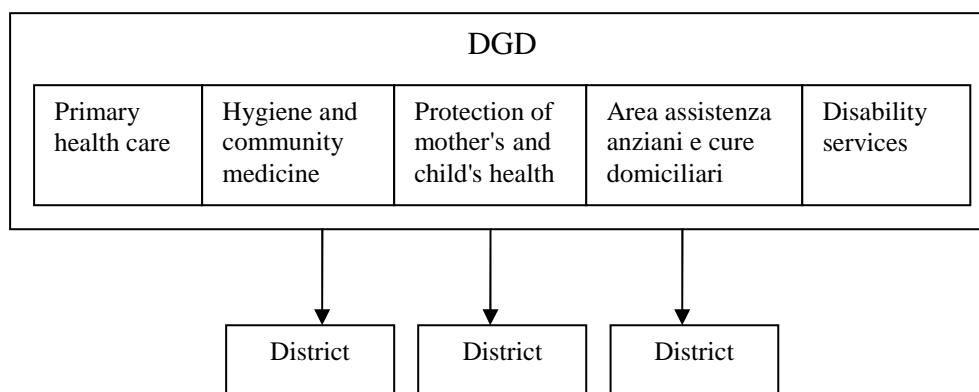 DGD
Primary
health care
Hygiene and
community
medicine
Protection of
mother's and
child's health
Area assistenza
anziani e cure
domiciliari
Disability
services
District
District
District